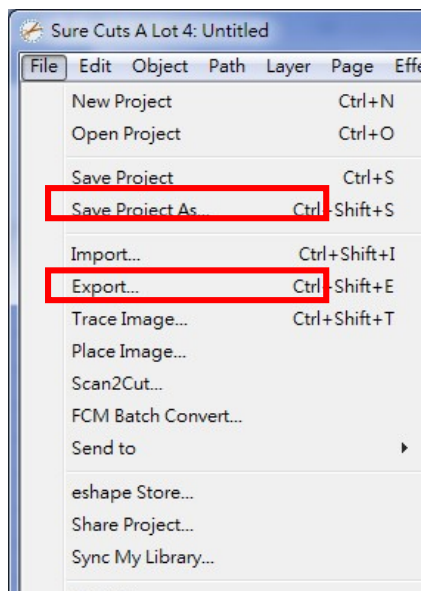 Sure Cuts A Lot 4: Untitled
File Edit Object Path Layer Page Effe
New Project Ctrl+N
Open Project Ctrl+O
Save Project Ctrl+S
Save Project As... Ctrl+Shift+S
Import... Ctrl+Shift+I
Export... Ctrl+Shift+E
Trace Image... Ctrl+Shift+T
Place Image...
Scan2Cut...
FCM Batch Convert...
Send to
eshape Store...
Share Project...
Sync My Library...